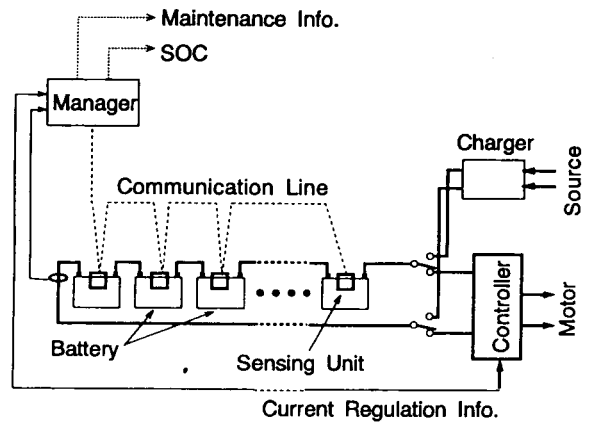 Maintenance Info.
SOC
Manager
Charger
Source
Communication Line
Controller
Motor
Battery
Sensing Unit
Current Regulation Info.